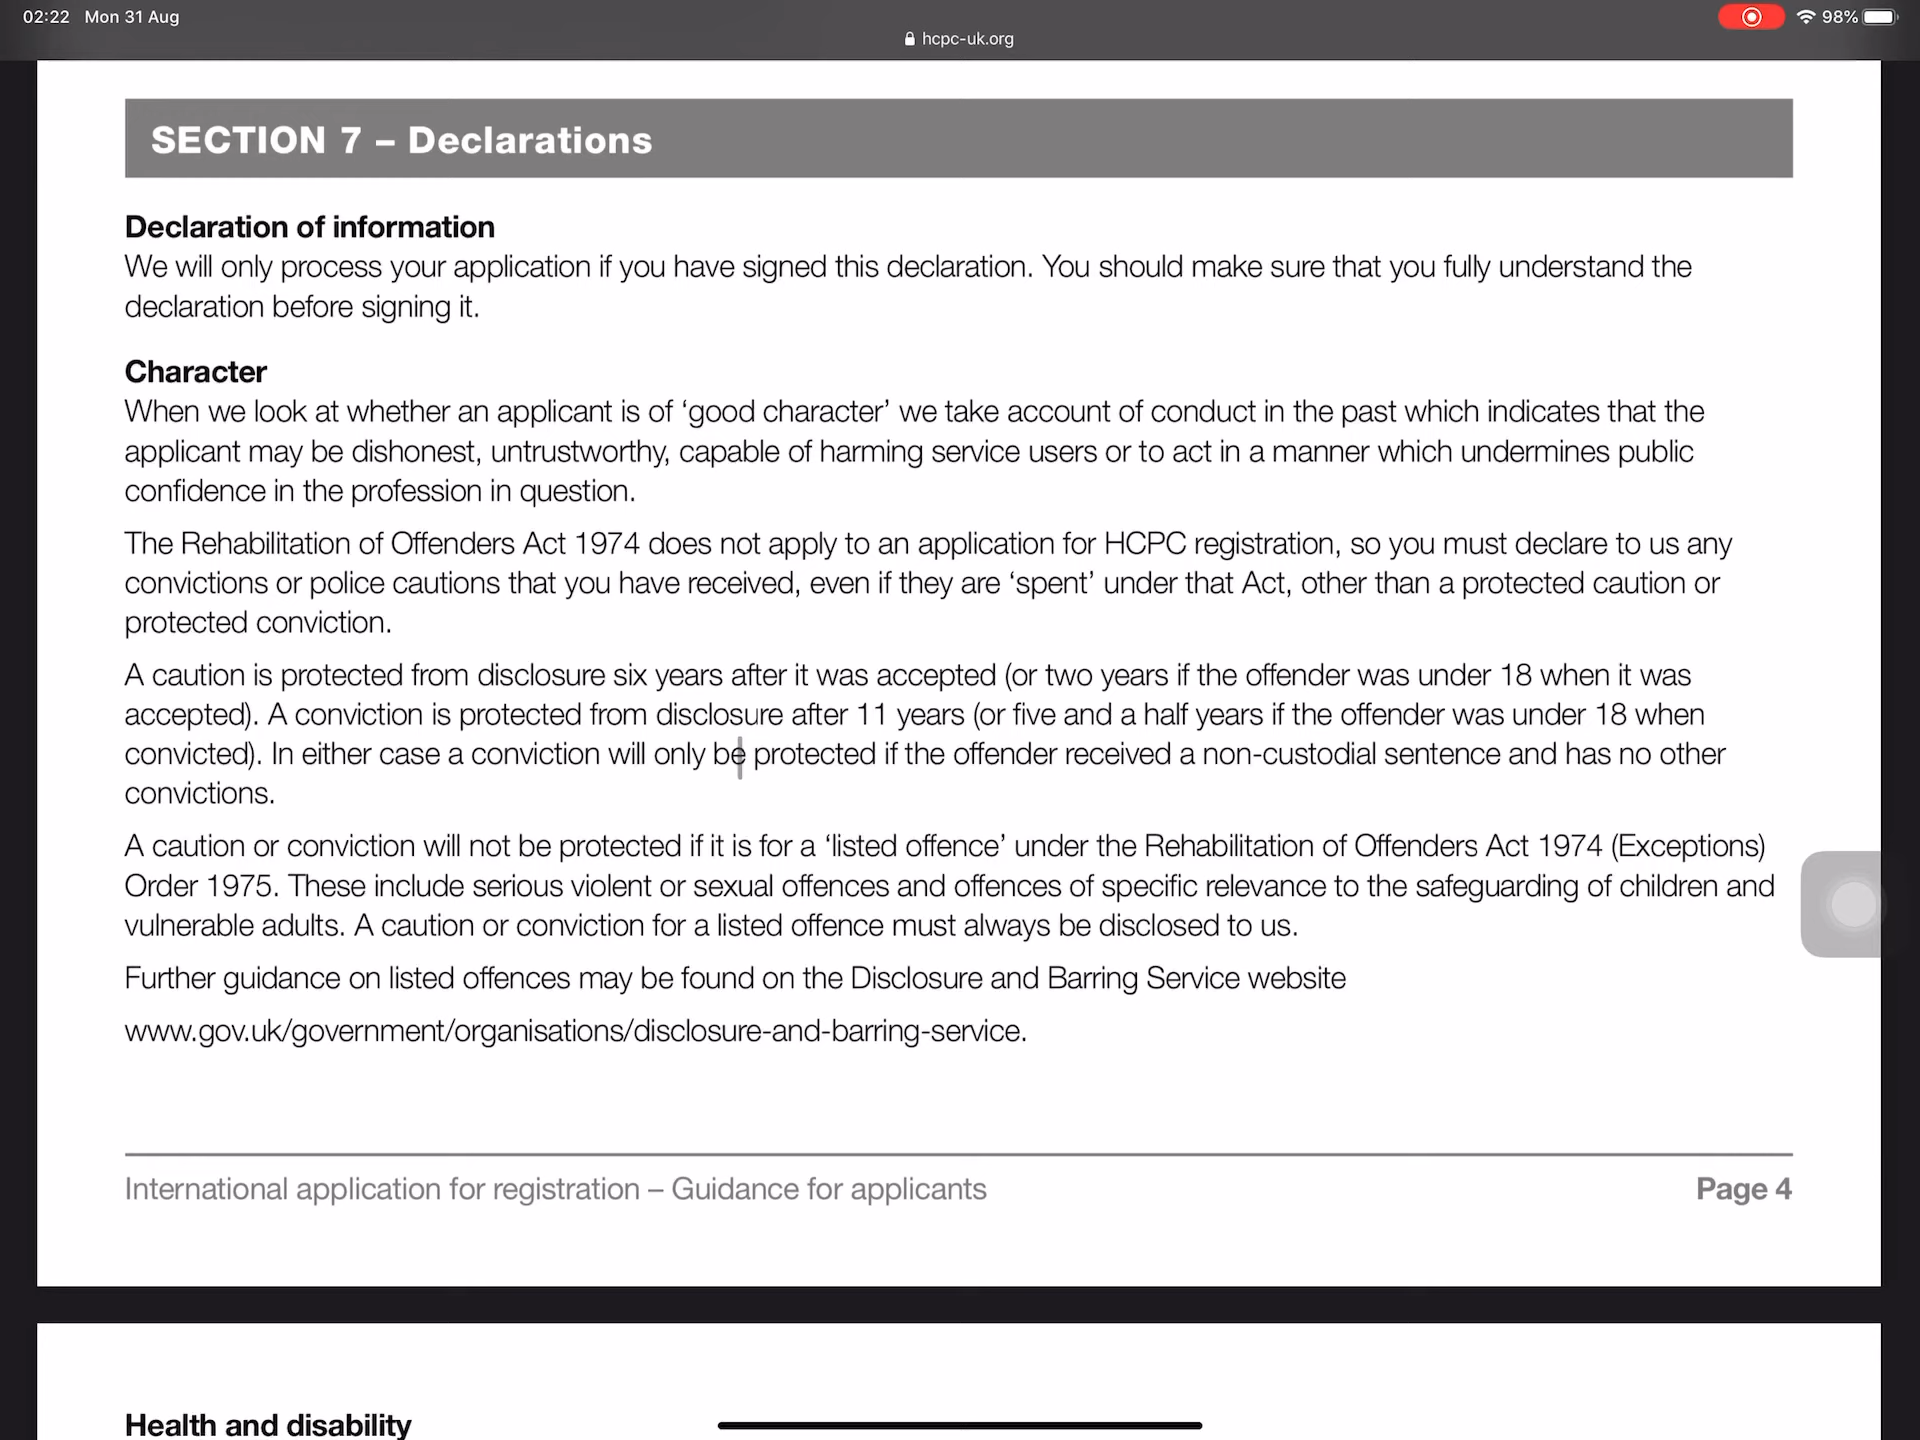 02:22 Mon 31 Aug
98%
hcpc-uk.org
SECTION 7 – Declarations
Declaration of information
We will only process your application if you have signed this declaration. You should make sure that you fully understand the
declaration before signing it.
Character
When we look at whether an applicant is of ‘good character’ we take account of conduct in the past which indicates that the
applicant may be dishonest, untrustworthy, capable of harming service users or to act in a manner which undermines public
confidence in the profession in question.
The Rehabilitation of Offenders Act 1974 does not apply to an application for HCPC registration, so you must declare to us any
convictions or police cautions that you have received, even if they are ‘spent’ under that Act, other than a protected caution or
protected conviction.
A caution is protected from disclosure six years after it was accepted (or two years if the offender was under 18 when it was
accepted). A conviction is protected from disclosure after 11 years (or five and a half years if the offender was under 18 when
convicted). In either case a conviction will only be protected if the offender received a non-custodial sentence and has no other
convictions.
A caution or conviction will not be protected if it is for a ‘listed offence’ under the Rehabilitation of Offenders Act 1974 (Exceptions)
Order 1975. These include serious violent or sexual offences and offences of specific relevance to the safeguarding of children and
vulnerable adults. A caution or conviction for a listed offence must always be disclosed to us.
Further guidance on listed offences may be found on the Disclosure and Barring Service website
www.gov.uk/government/organisations/disclosure-and-barring-service.
International application for registration – Guidance for applicants
Page 4
Health and disability